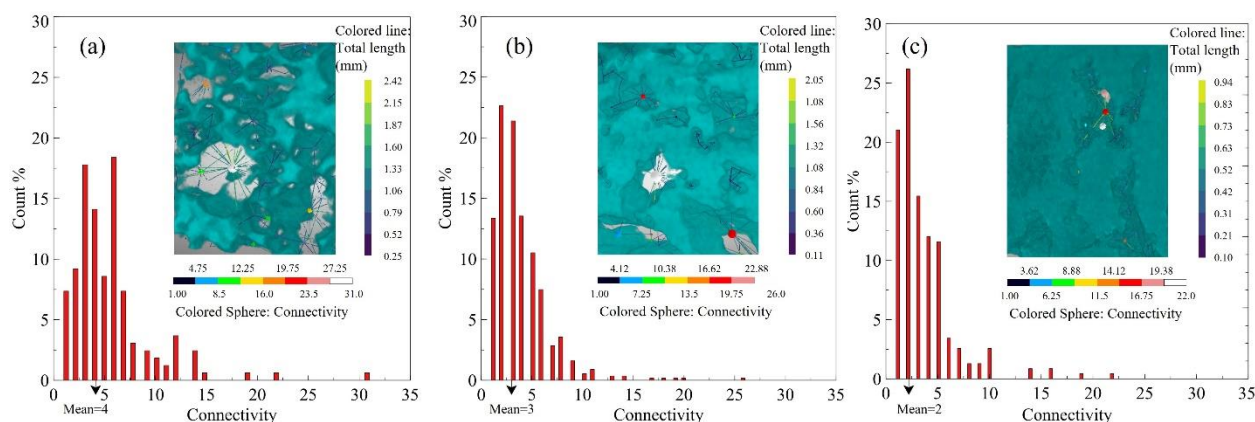 (a)
Colored line:
Total length
(mm)
2.42
2.15
1.87
1.60
1.33
1.06
0.79
0.52
0.25
4.75 12.25 19.75 27.25
1.00 8.5 16.0 23.5 31.0
Colored Sphere: Connectivity
Count %
30
25
20
15
10
5
0
0 5 10 15 20 25 30 35
Mean=4
Connectivity
(b)
Colored line:
Total length
(mm)
2.05
1.08
1.56
1.32
1.08
0.84
0.60
0.36
0.11
4.12 10.38 16.62 22.88
1.00 7.25 13.5 19.75 26.0
Colored Sphere: Connectivity
Count %
30
25
20
15
10
5
0
0 5 10 15 20 25 30 35
Mean=3
Connectivity
(c)
Colored line:
Total length
(mm)
0.94
0.83
0.73
0.63
0.52
0.42
0.31
0.20
0.10
3.62 8.88 14.12 19.38
1.00 6.25 11.5 16.75 22.0
Colored Sphere: Connectivity
Count %
30
25
20
15
10
5
0
0 5 10 15 20 25 30 35
Mean=2
Connectivity